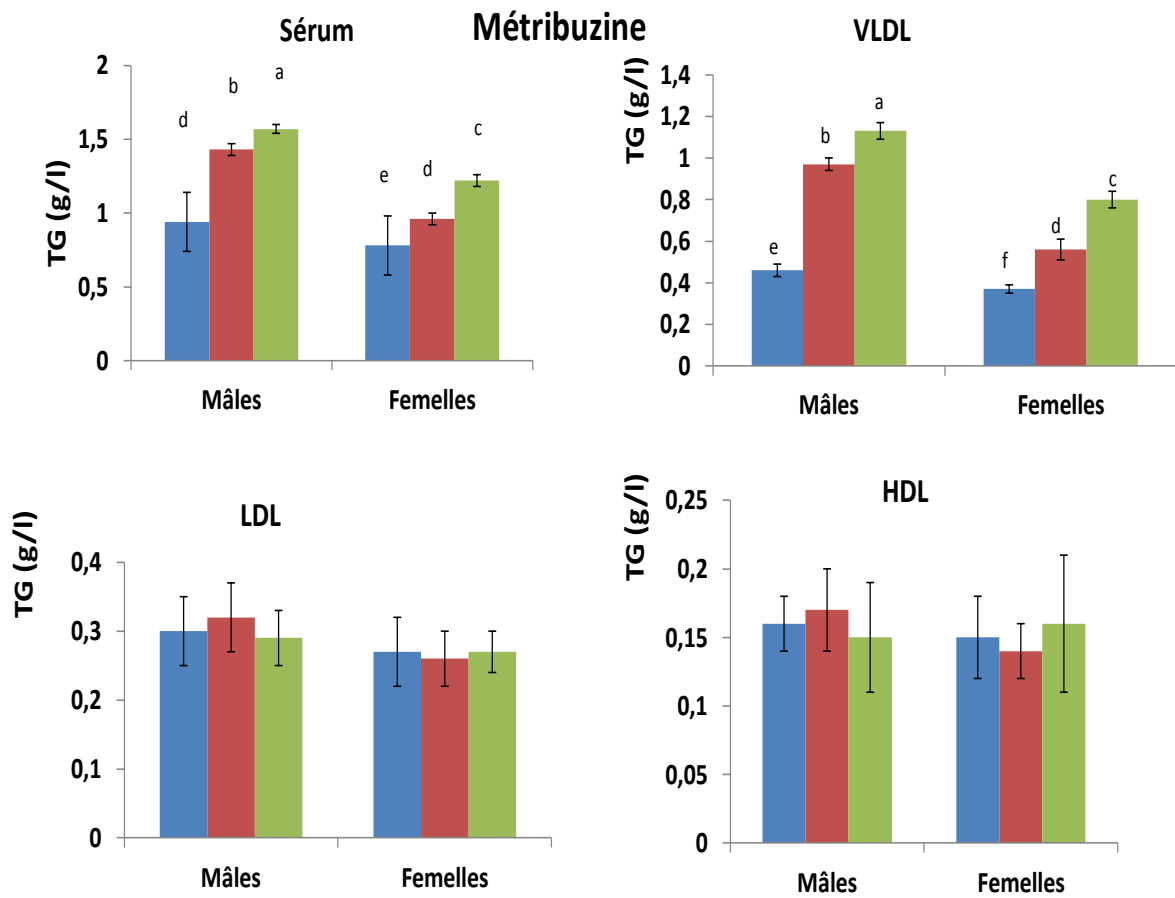 Métribuzine
Sérum
TG (g/l)
2
1,5
1
0,5
0
d
b
a
e
d
c
Mâles
Femelles
VLDL
TG (g/l)
1,4
1,2
1
0,8
0,6
0,4
0,2
0
e
b
a
f
d
c
Mâles
Femelles
LDL
TG (g/l)
0,4
0,3
0,2
0,1
0
Mâles
Femelles
HDL
TG (g/l)
0,25
0,2
0,15
0,1
0,05
0
Mâles
Femelles